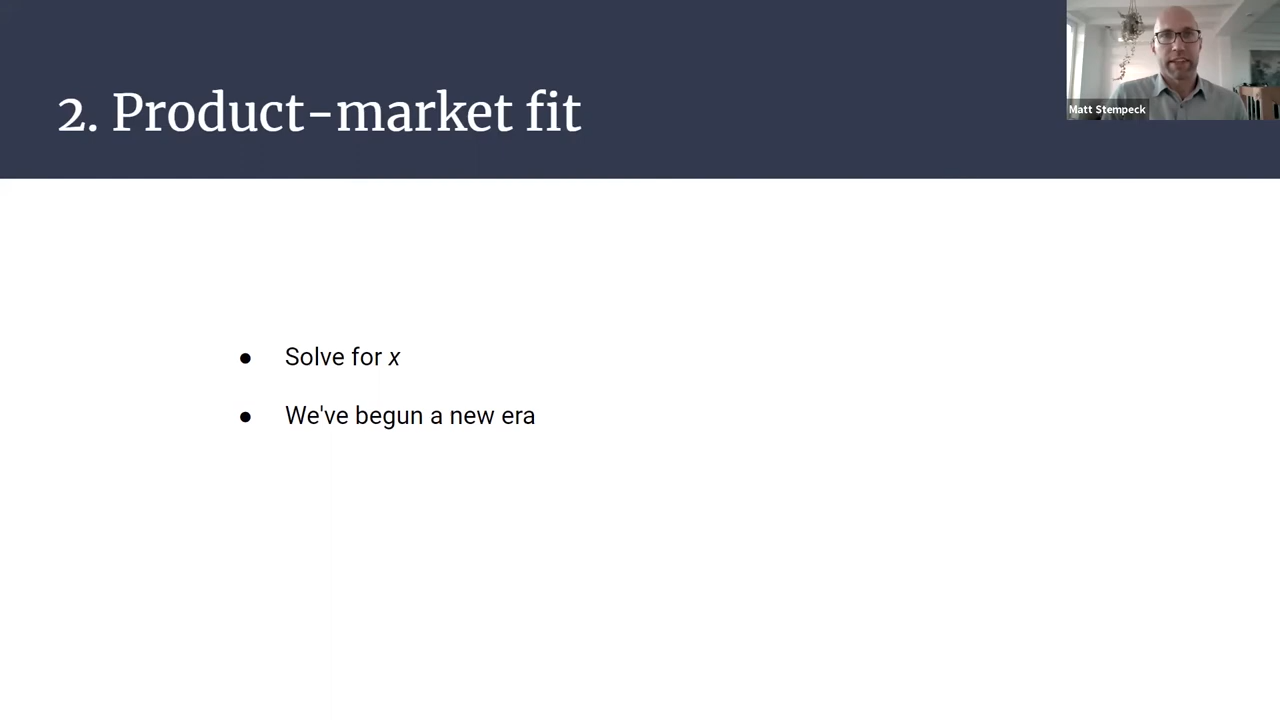 2. Product-market fit
Matt Stempeck
● Solve for x
● We've begun a new era